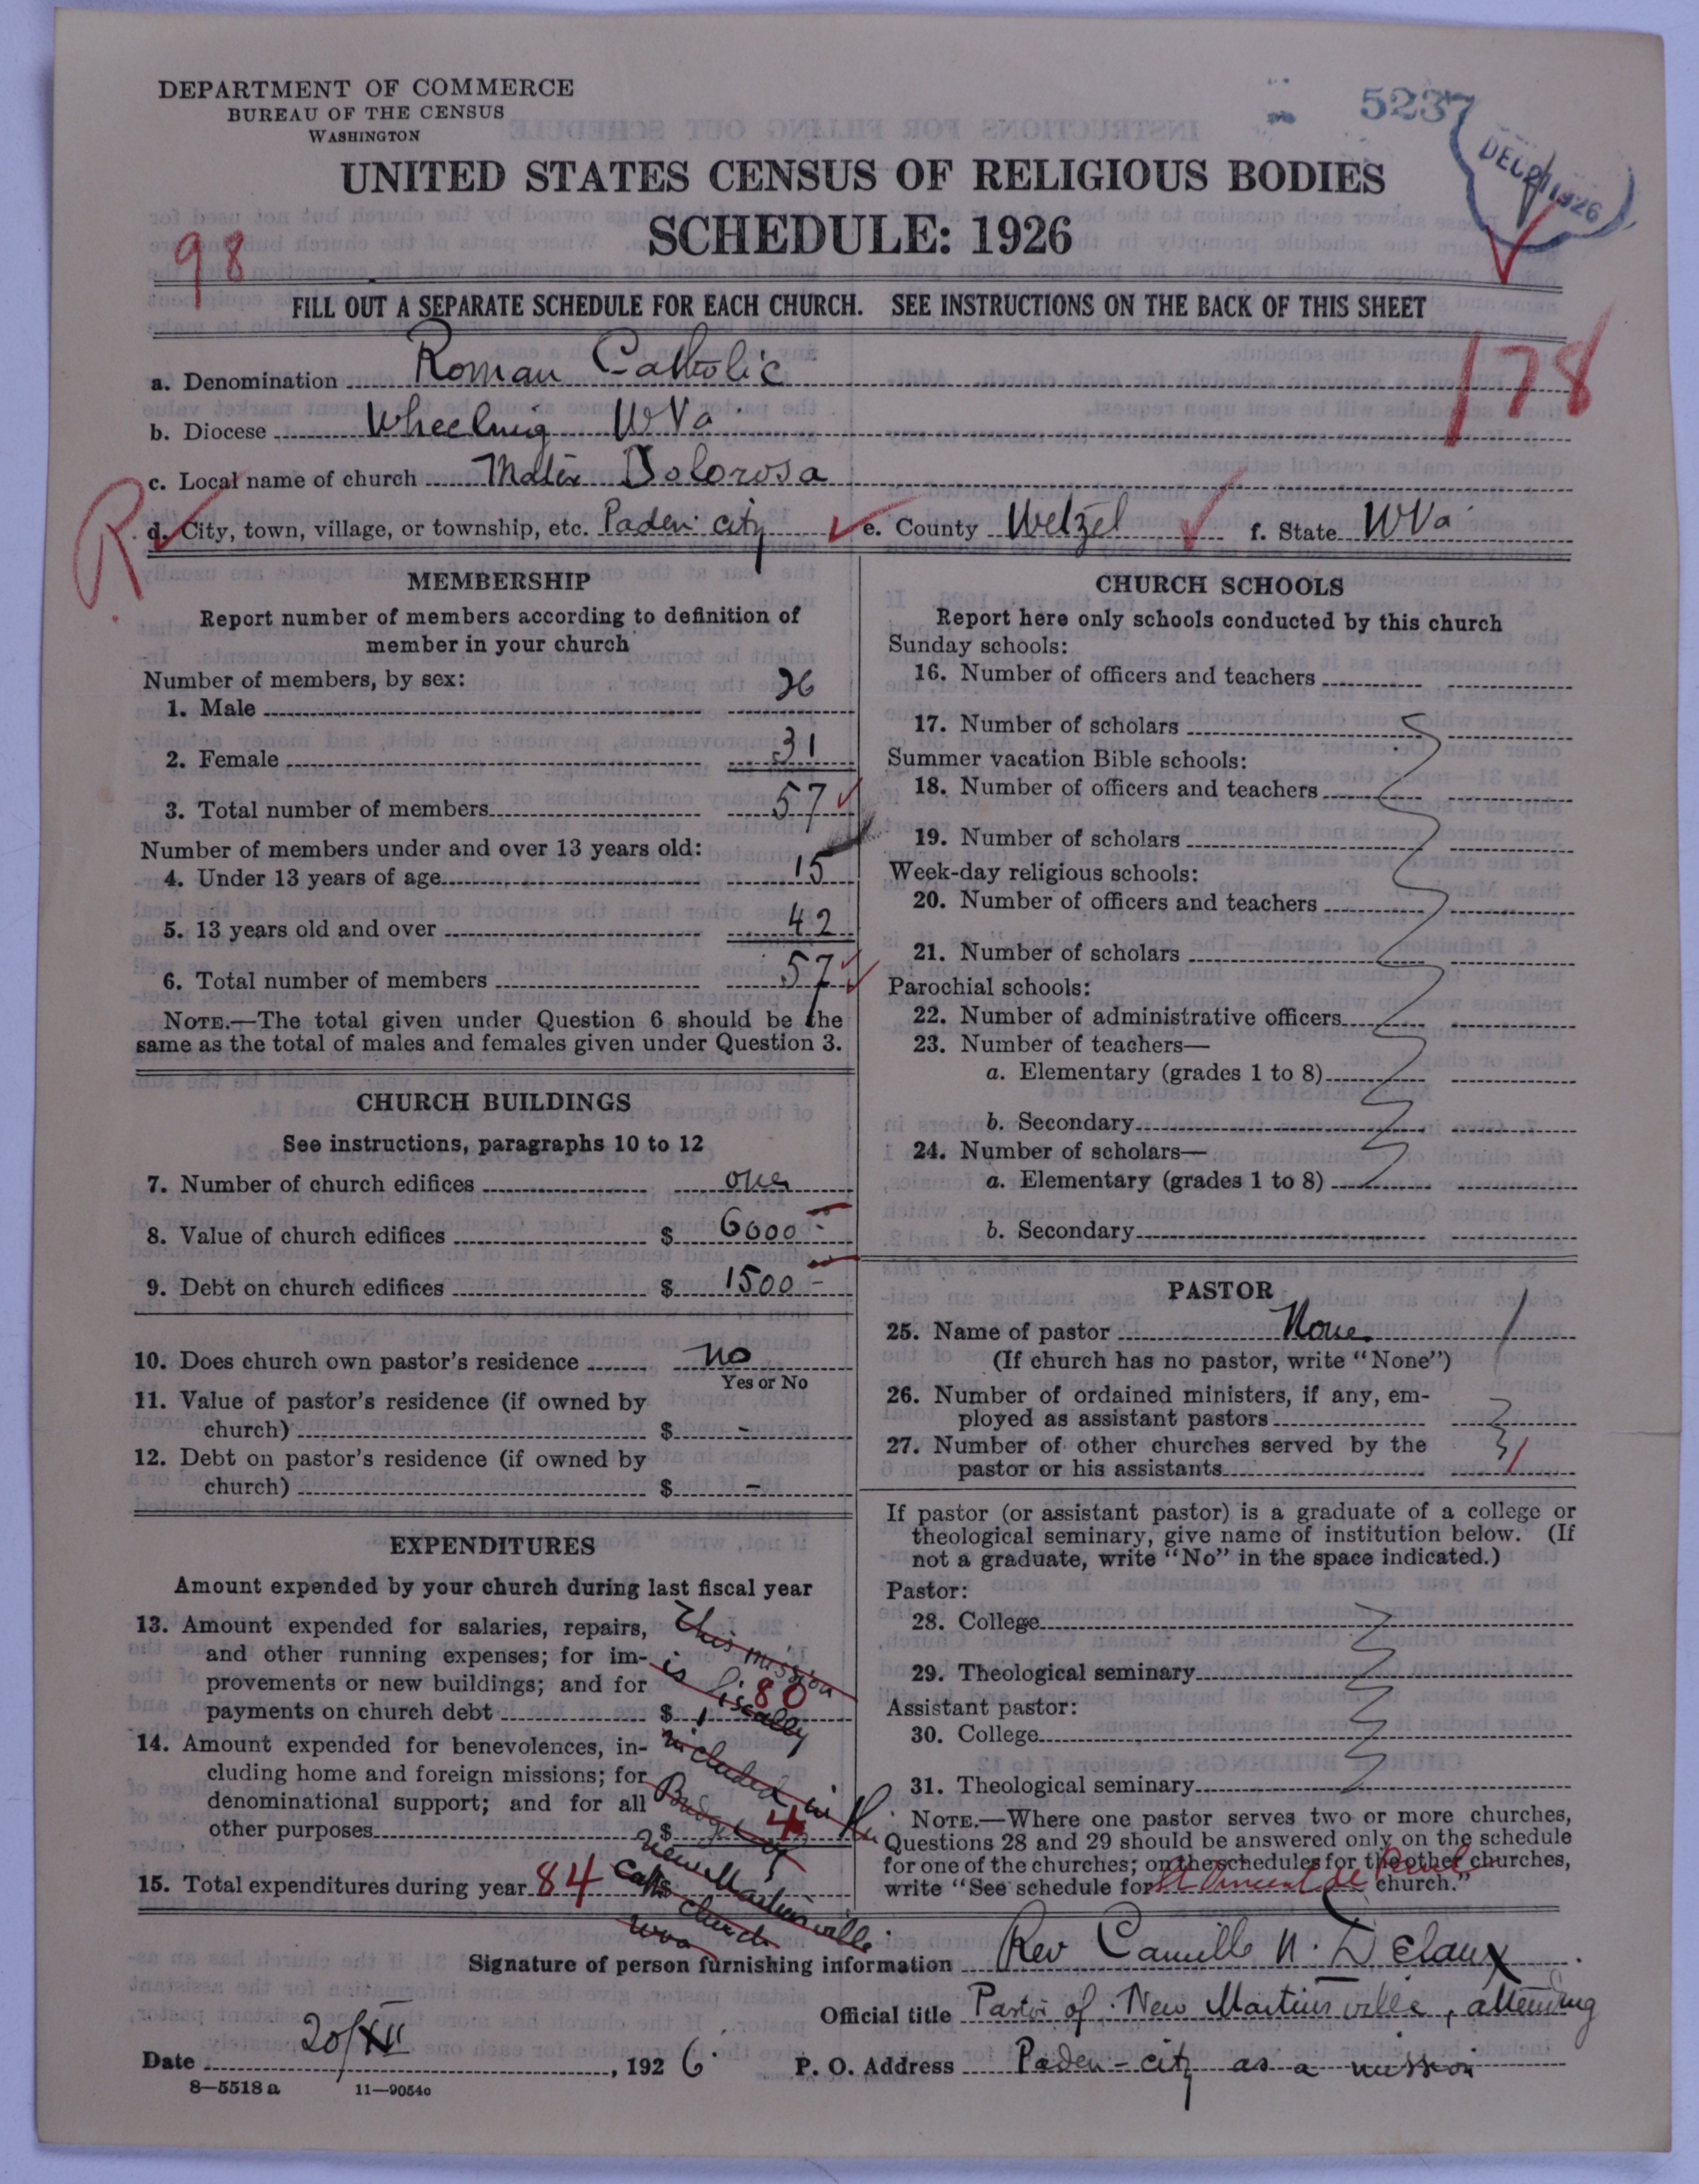 DEPARTMENT OF COMMERCE
BUREAU OF THE CENSUS
WASHINGTON
5237
DEC 21 1926
UNITED STATES CENSUS OF RELIGIOUS BODIES
SCHEDULE: 1926
98
FILL OUT A SEPARATE SCHEDULE FOR EACH CHURCH. SEE INSTRUCTIONS ON THE BACK OF THIS SHEET
178
a. Denomination Roman Catholic
b. Diocese Wheeling W Va
c. Local name of church Mater Dolorosa
R
d. City, town, village, or township, etc. Paden city e. County Wetzel f. State W Va
MEMBERSHIP
Report number of members according to definition of
member in your church
Number of members, by sex:
1. Male 26
2. Female 31
3. Total number of members 57
Number of members under and over 13 years old:
4. Under 13 years of age 15
5. 13 years old and over 42
6. Total number of members 57
NOTE.—The total given under Question 6 should be the
same as the total of males and females given under Question 3.
CHURCH BUILDINGS
See instructions, paragraphs 10 to 12
7. Number of church edifices one
8. Value of church edifices $ 6000-
9. Debt on church edifices $ 1500-
10. Does church own pastor's residence no
Yes or No
11. Value of pastor's residence (if owned by
church) $ -
12. Debt on pastor's residence (if owned by
church) $ -
EXPENDITURES
Amount expended by your church during last fiscal year
13. Amount expended for salaries, repairs,
and other running expenses; for im-
provements or new buildings; and for
payments on church debt $ 80
14. Amount expended for benevolences, in-
cluding home and foreign missions; for
denominational support; and for all
other purposes $ 4
15. Total expenditures during year 84
This mission
is fiscally
included in the
Budget of
New Martinsville
Cath church
W Va
CHURCH SCHOOLS
Report here only schools conducted by this church
Sunday schools:
16. Number of officers and teachers
17. Number of scholars
Summer vacation Bible schools:
18. Number of officers and teachers
19. Number of scholars
Week-day religious schools:
20. Number of officers and teachers
21. Number of scholars
Parochial schools:
22. Number of administrative officers
23. Number of teachers—
a. Elementary (grades 1 to 8)
b. Secondary
24. Number of scholars—
a. Elementary (grades 1 to 8)
b. Secondary
PASTOR
25. Name of pastor None
(If church has no pastor, write "None")
26. Number of ordained ministers, if any, em-
ployed as assistant pastors
27. Number of other churches served by the
pastor or his assistants 1
If pastor (or assistant pastor) is a graduate of a college or
theological seminary, give name of institution below. (If
not a graduate, write "No" in the space indicated.)
Pastor:
28. College
29. Theological seminary
Assistant pastor:
30. College
31. Theological seminary
NOTE.—Where one pastor serves two or more churches,
Questions 28 and 29 should be answered only on the schedule
for one of the churches; on the schedules for the other churches,
write "See schedule for St Vincent de Paul church."
Signature of person furnishing information Rev Camille N. Delaux
Official title Pastor of New Martinsville, attending
Date 20/XII, 1926 P. O. Address Paden-city as a mission
8—5518 a 11—9054o